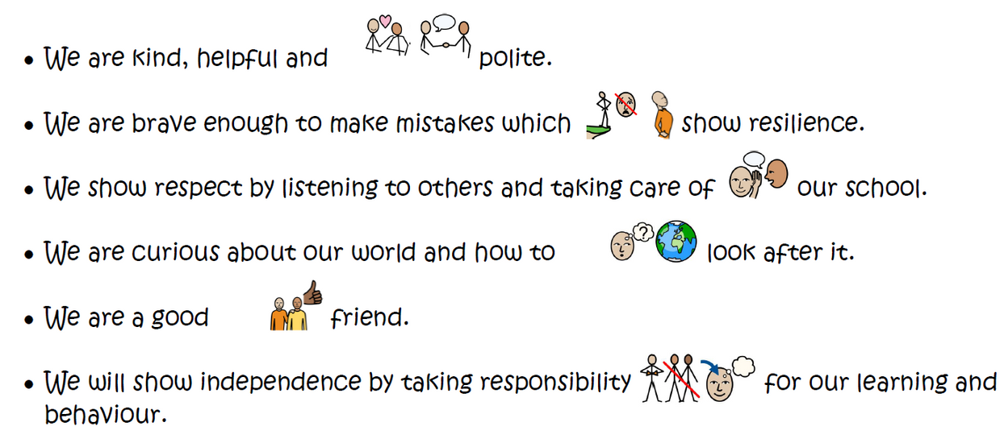 • We are kind, helpful and polite.
• We are brave enough to make mistakes which show resilience.
• We show respect by listening to others and taking care of our school.
• We are curious about our world and how to ? look after it.
• We are a good friend.
• We will show independence by taking responsibility for our learning and
behaviour.